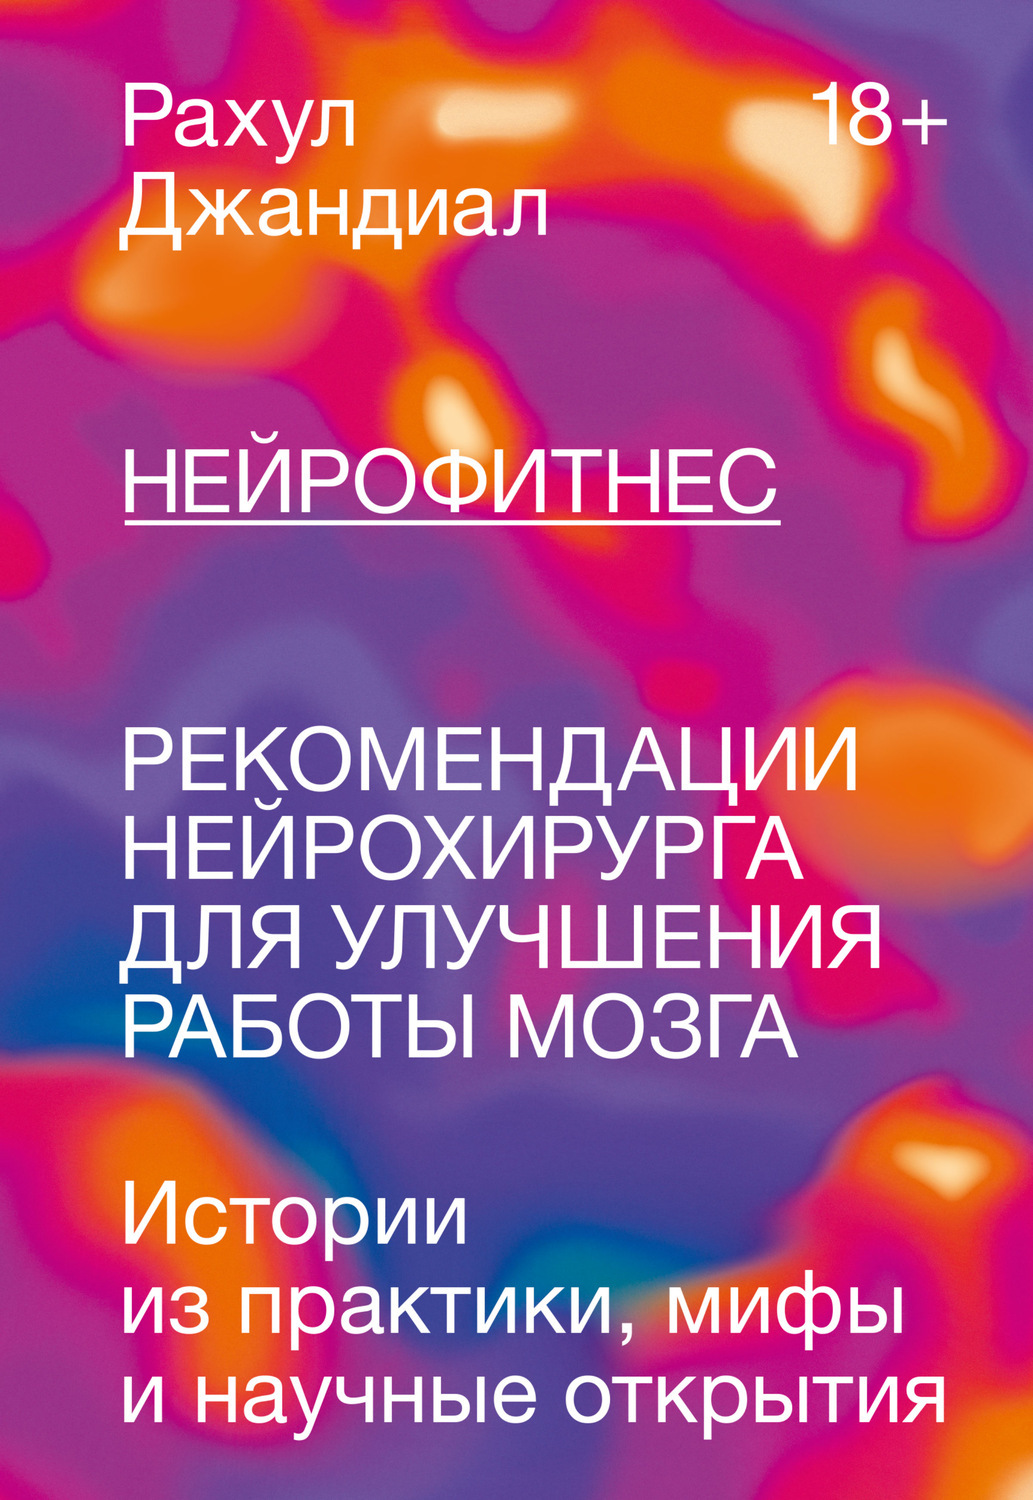 Рахул
18+
Джандиал
НЕЙРОФИТНЕС
РЕКОМЕНДАЦИИ
НЕЙРОХИРУРГА
ДЛЯ УЛУЧШЕНИЯ
РАБОТЫ МОЗГА
Истории
из практики, мифы
и научные открытия